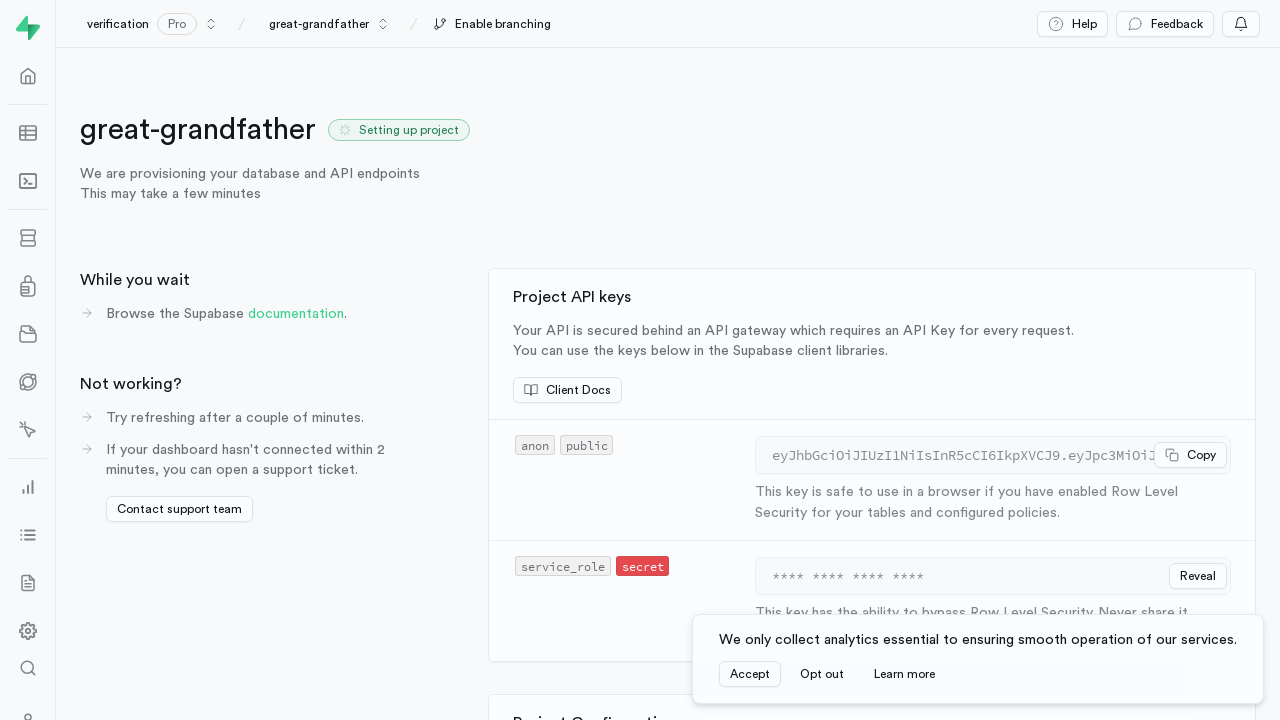 verification Pro / great-grandfather / Enable branching
Help
Feedback
great-grandfather
Setting up project
We are provisioning your database and API endpoints
This may take a few minutes
While you wait
Browse the Supabase documentation.
Not working?
Try refreshing after a couple of minutes.
If your dashboard hasn't connected within 2
minutes, you can open a support ticket.
Contact support team
Project API keys
Your API is secured behind an API gateway which requires an API Key for every request.
You can use the keys below in the Supabase client libraries.
Client Docs
anon public
eyJhbGciOiJIUzI1NiIsInR5cCI6IkpXVCJ9.eyJpc3MiOiJ
Copy
This key is safe to use in a browser if you have enabled Row Level
Security for your tables and configured policies.
service_role secret
**** **** **** ****
Reveal
This key has the ability to bypass Row Level Security. Never share it
We only collect analytics essential to ensuring smooth operation of our services.
Accept
Opt out
Learn more